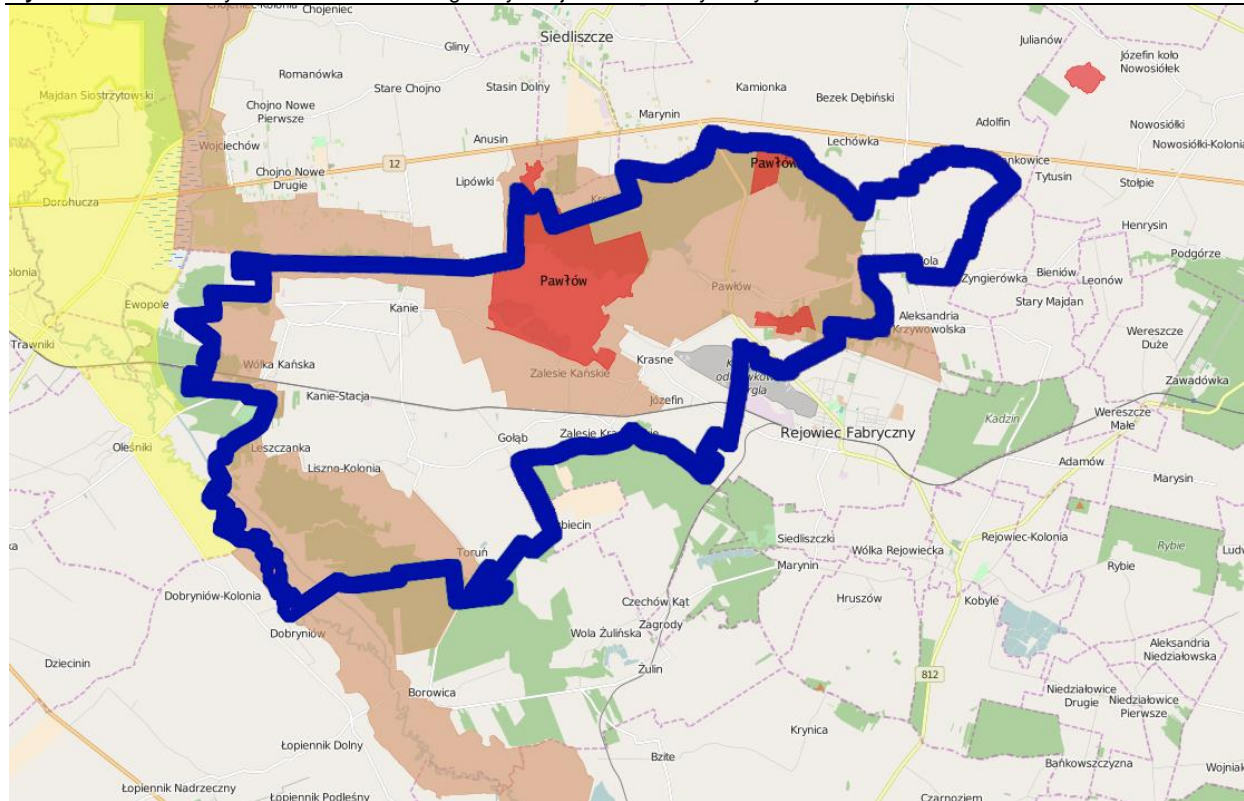 Chojeniec
Gliny
Siedliszcze
Julianów
Józefin koło
Nowosiółek
Romanówka
Stasin Dolny
Stare Chojno
Kamionka
Majdan Siostrzytowski
Chojno Nowe
Pierwsze
Bezek Dębiński
Marynin
Adolfin
Nowosiółki
Wojciechów
Anusin
Lechówka
Nowosiółki-Kolonia
12
Chojno Nowe
Drugie
Lipówki
Pawłów
Tytusin
Stołpie
Dorohucza
Henrysin
Podgórze
Pawłów
Pawłów
Zyngierówka
Bieniów
Leonów
Ewopole
Kanie
Stary Majdan
Aleksandria
Krzywowolska
Wereszcze
Duże
Trawniki
Wólka Kańska
Krasne
Zalesie Kańskie
Zawadówka
Kanie-Stacja
Józefin
Wereszcze
Małe
Kadzin
Gołąb
Rejowiec Fabryczny
Oleśniki
Leszczanka
Adamów
Liszno-Kolonia
Marysin
Toruń
Siedliszczki
Rejowiec-Kolonia
Wólka Rejowiecka
Rybie
Marynin
Rybie
Dobryniów-Kolonia
Czechów Kąt
Hruszów
Kobyle
Zagrody
Dobryniów
Wola Żulińska
Aleksandria
Niedziałowska
Dziecinin
Żulin
812
Borowica
Niedziałowice
Drugie
Niedziałowice
Pierwsze
Krynica
Łopiennik Dolny
Bzite
Bańkowszczyzna
Łopiennik Nadrzeczny
Łopiennik Podleśny
Czarnoziem